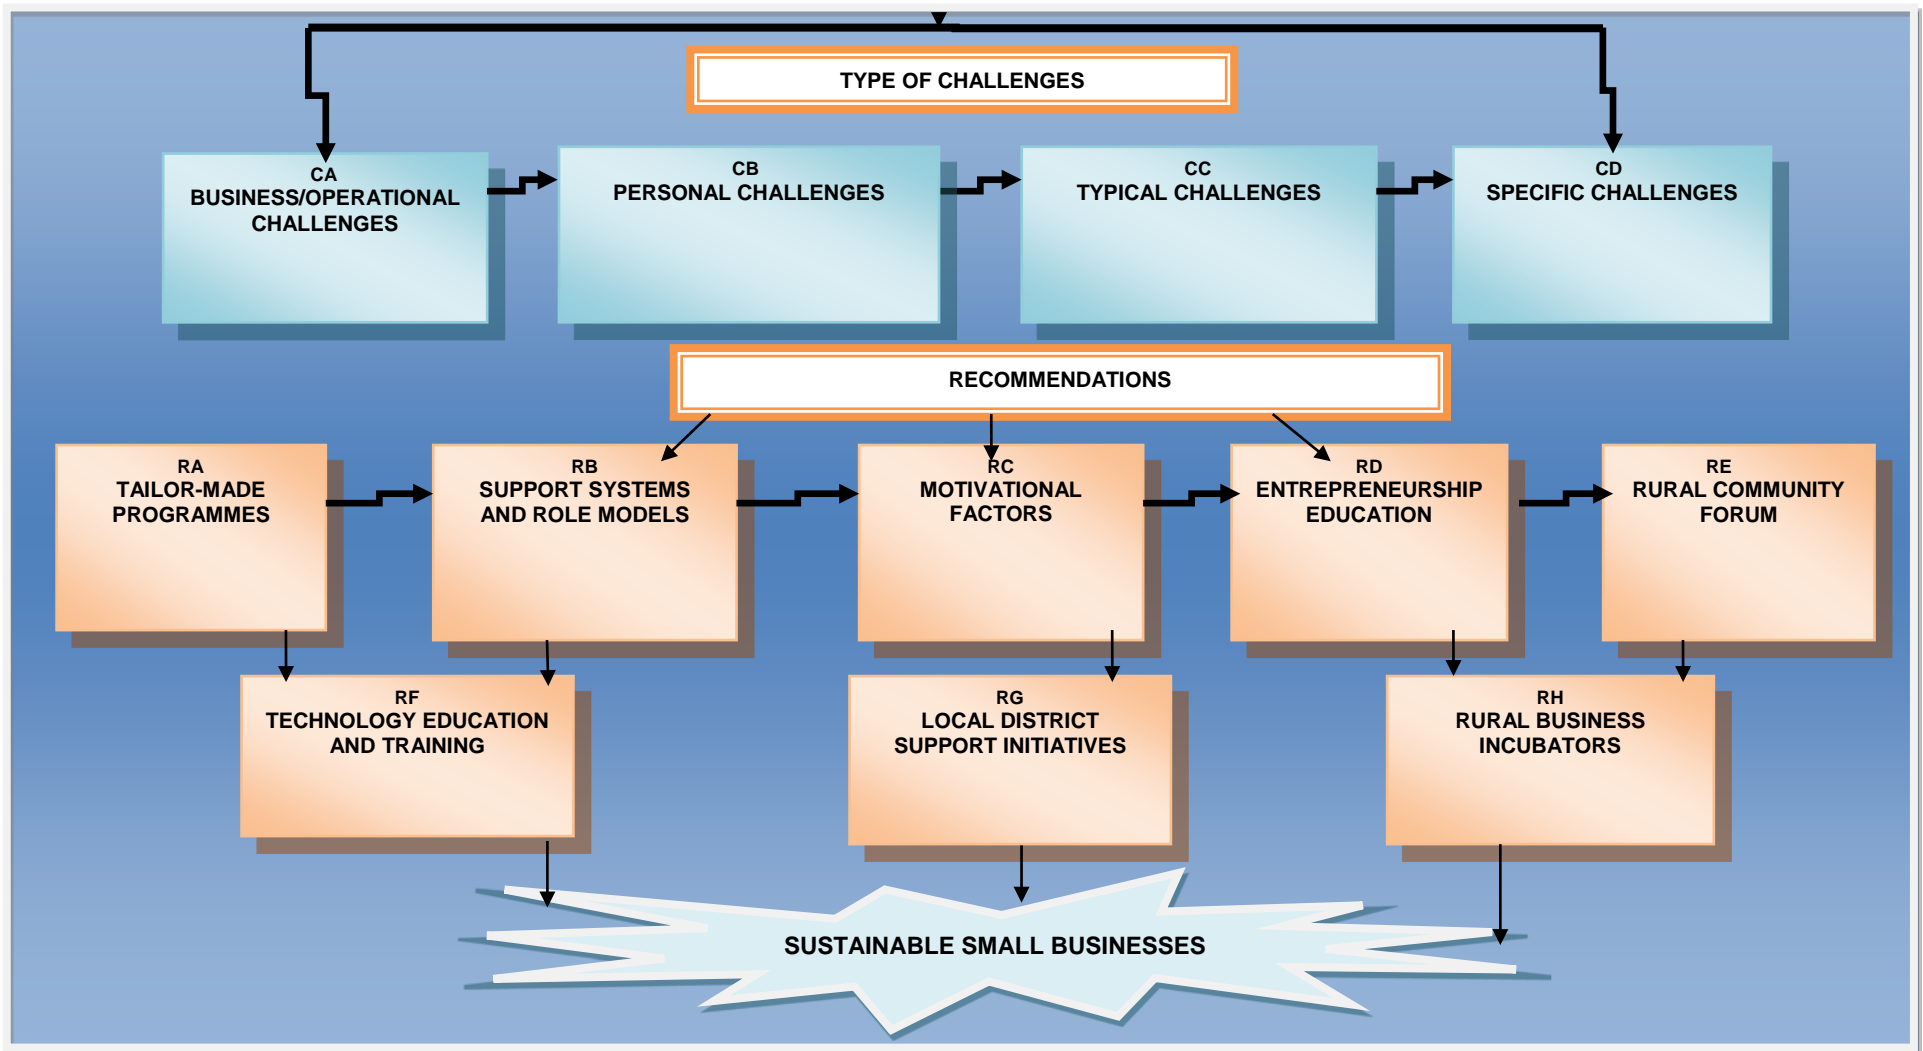 TYPE OF CHALLENGES
CA
BUSINESS/OPERATIONAL
CHALLENGES
CB
PERSONAL CHALLENGES
CC
TYPICAL CHALLENGES
CD
SPECIFIC CHALLENGES
RECOMMENDATIONS
RA
TAILOR-MADE
PROGRAMMES
RB
SUPPORT SYSTEMS
AND ROLE MODELS
RC
MOTIVATIONAL
FACTORS
RD
ENTREPRENEURSHIP
EDUCATION
RE
RURAL COMMUNITY
FORUM
RF
TECHNOLOGY EDUCATION
AND TRAINING
RG
LOCAL DISTRICT
SUPPORT INITIATIVES
RH
RURAL BUSINESS
INCUBATORS
SUSTAINABLE SMALL BUSINESSES